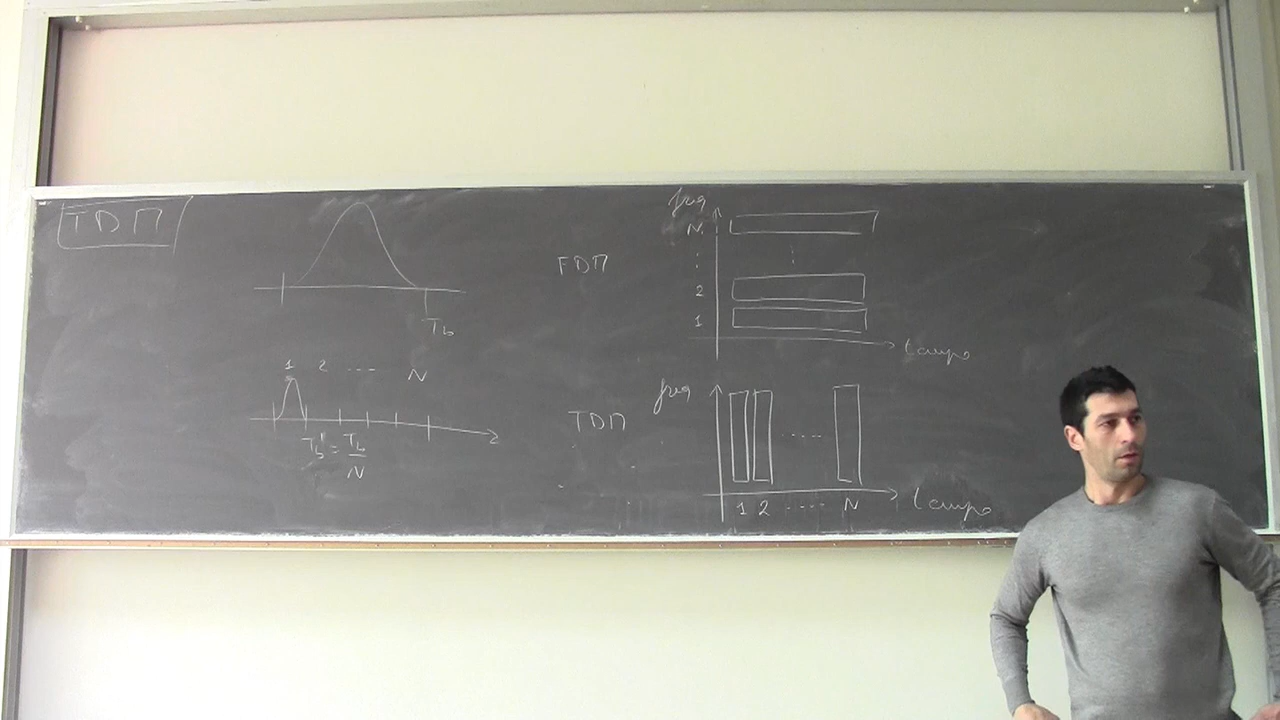 TDM
Tb
1 2 .... N
Tb' = Tb
N
FDM
freq
N
2
1
tempo
TDM
freq
1 2 ..... N
tempo